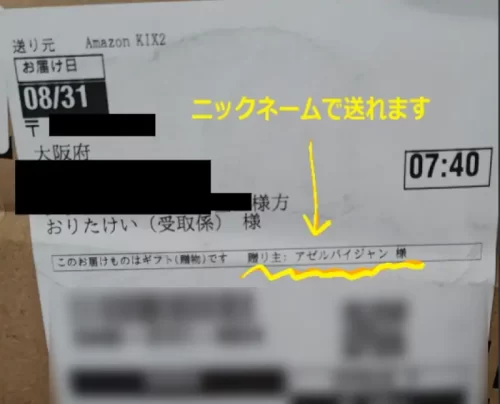 送り元 Amazon KIX2
お届け日
08/31
ニックネームで送れます
〒
大阪府
07:40
様方
おりたけい（受取係） 様
このお届けものはギフト(贈物)です 贈り主: アゼルバイジャン 様